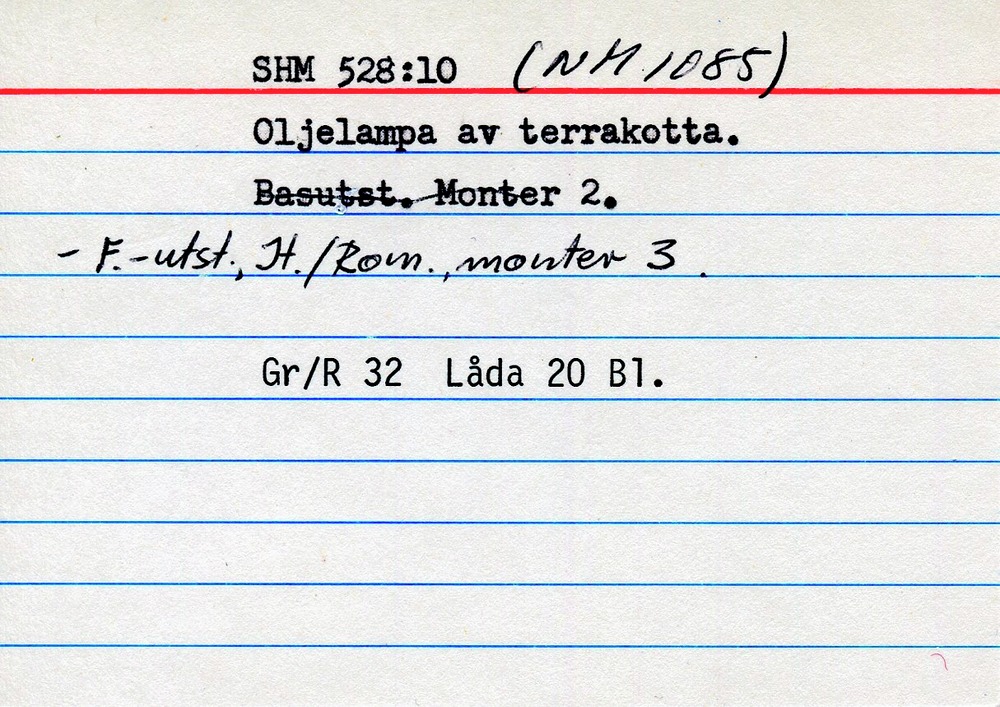 SHM 528:10 (NM 1085)
Oljelampa av terrakotta.
Basutst. Monter 2.
- F.-utst., H./Rom., monter 3.
Gr/R 32 Låda 20 Bl.